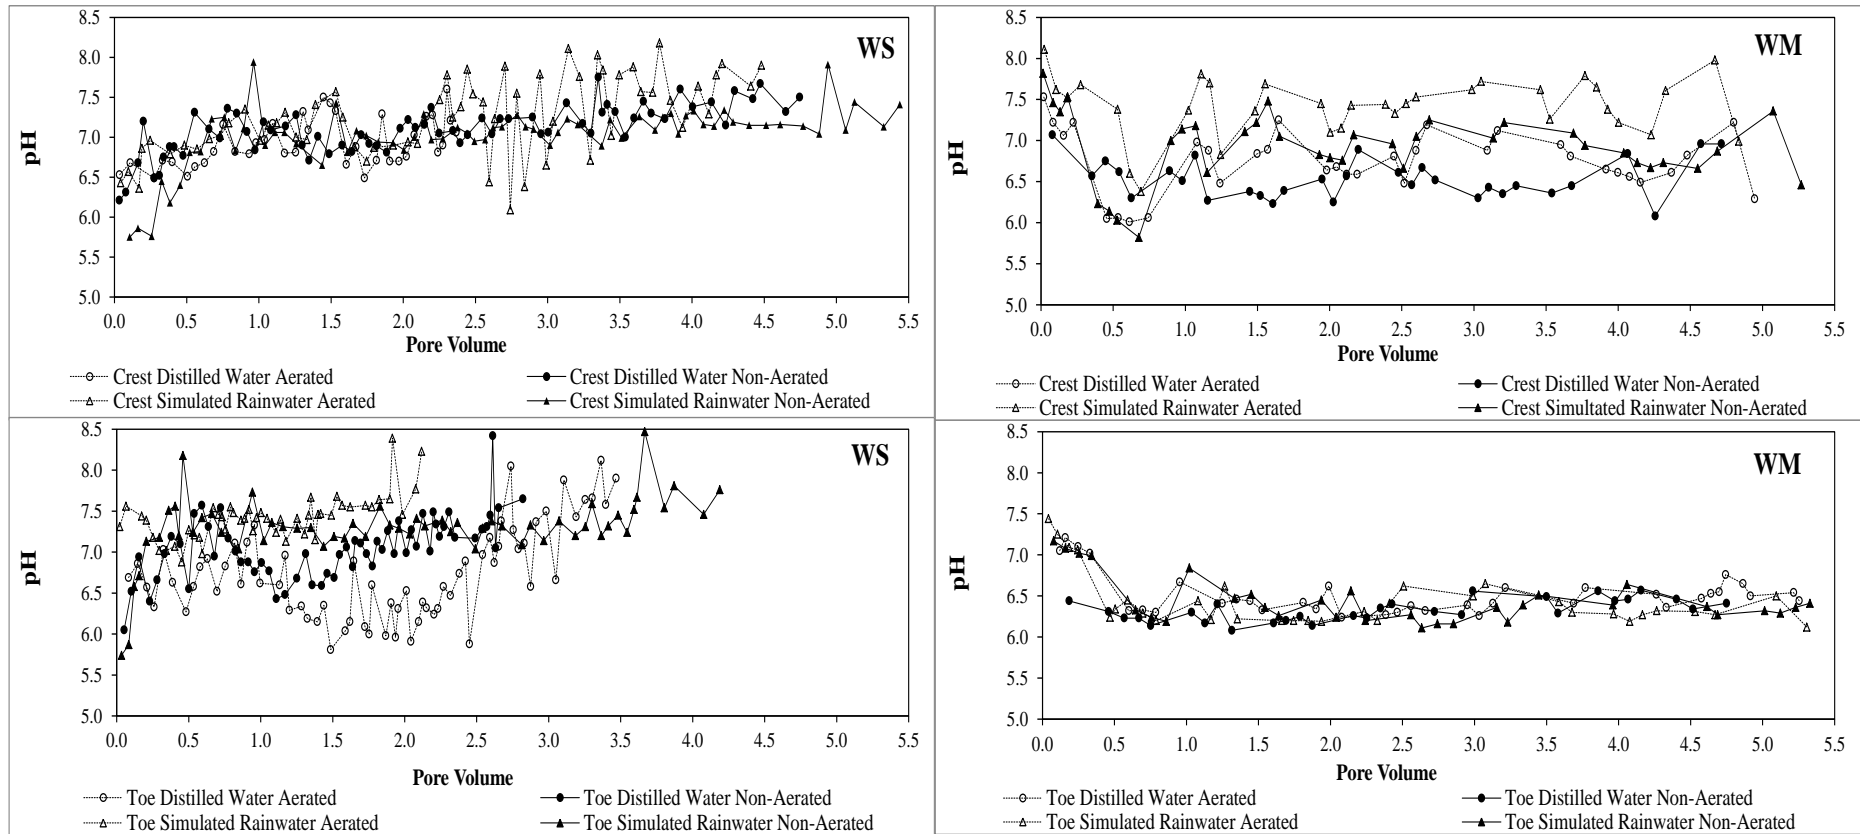 WS
8.5
8.0
7.5
7.0
6.5
6.0
5.5
5.0
pH
0.0 0.5 1.0 1.5 2.0 2.5 3.0 3.5 4.0 4.5 5.0 5.5
Pore Volume
Crest Distilled Water Aerated Crest Distilled Water Non-Aerated
Crest Simulated Rainwater Aerated Crest Simulated Rainwater Non-Aerated
WM
8.5
8.0
7.5
7.0
6.5
6.0
5.5
5.0
pH
0.0 0.5 1.0 1.5 2.0 2.5 3.0 3.5 4.0 4.5 5.0 5.5
Pore Volume
Crest Distilled Water Aerated Crest Distilled Water Non-Aerated
Crest Simulated Rainwater Aerated Crest Simultated Rainwater Non-Aerated
WS
8.5
8.0
7.5
7.0
6.5
6.0
5.5
5.0
pH
0.0 0.5 1.0 1.5 2.0 2.5 3.0 3.5 4.0 4.5 5.0 5.5
Pore Volume
Toe Distilled Water Aerated Toe Distilled Water Non-Aerated
Toe Simulated Rainwater Aerated Toe Simulated Rainwater Non-Aerated
WM
8.5
8.0
7.5
7.0
6.5
6.0
5.5
5.0
pH
0.0 0.5 1.0 1.5 2.0 2.5 3.0 3.5 4.0 4.5 5.0 5.5
Pore Volume
Toe Distilled Water Aerated Toe Distilled Water Non-Aerated
Toe Simulated Rainwater Aerated Toe Simulated Rainwater Non-Aerated